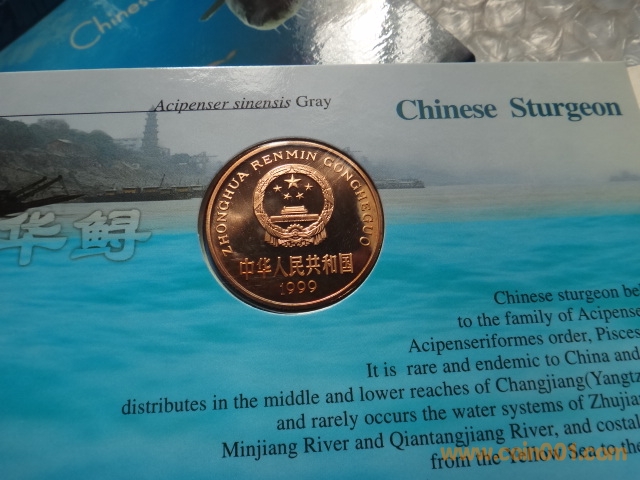 Chinese
Acipenser sinensis Gray
Chinese Sturgeon
华鲟
ZHONGHUA RENMIN GONGHEGUO
中华人民共和国
1999
Chinese sturgeon bel
to the family of Acipense
Acipenseriformes order, Pisces
It is rare and endemic to China and
distributes in the middle and lower reaches of Changjiang(Yangtz
and rarely occurs the water systems of Zhujian
Minjiang River and Qiantangjiang River, and costal
from the Yellow Sea to the
www.coin001.com